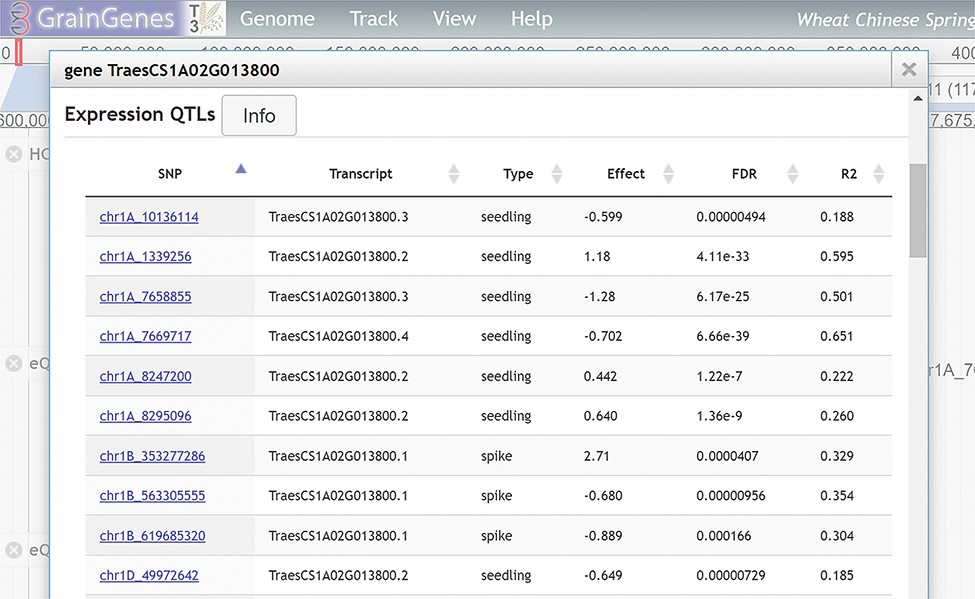 GrainGenes T3 Genome Track View Help Wheat Chinese Spring
gene TraesCS1A02G013800
Expression QTLs Info
SNP Transcript Type Effect FDR R2
chr1A_10136114 TraesCS1A02G013800.3 seedling -0.599 0.00000494 0.188
chr1A_1339256 TraesCS1A02G013800.2 seedling 1.18 4.11e-33 0.595
chr1A_7658855 TraesCS1A02G013800.3 seedling -1.28 6.17e-25 0.501
chr1A_7669717 TraesCS1A02G013800.4 seedling -0.702 6.66e-39 0.651
chr1A_8247200 TraesCS1A02G013800.2 seedling 0.442 1.22e-7 0.222
chr1A_8295096 TraesCS1A02G013800.2 seedling 0.640 1.36e-9 0.260
chr1B_353277286 TraesCS1A02G013800.1 spike 2.71 0.0000407 0.329
chr1B_563305555 TraesCS1A02G013800.1 spike -0.680 0.00000956 0.354
chr1B_619685320 TraesCS1A02G013800.1 spike -0.889 0.000166 0.304
chr1D_49972642 TraesCS1A02G013800.2 seedling -0.649 0.00000729 0.185